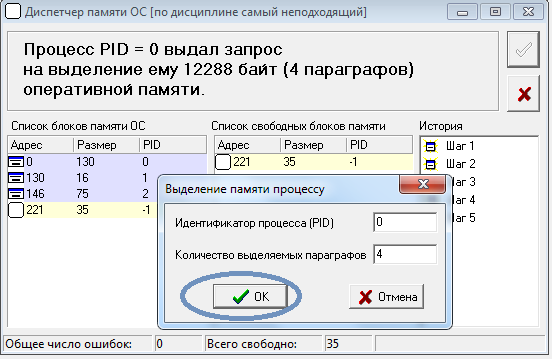 Диспетчер памяти ОС [по дисциплине самый неподходящий]
Процесс PID = 0 выдал запрос
на выделение ему 12288 байт (4 параграфов)
оперативной памяти.
Список блоков памяти ОС
Адрес Размер PID
0 130 0
130 16 1
146 75 2
221 35 -1
Список свободных блоков памяти
Адрес Размер PID
221 35 -1
История
Шаг 1
Шаг 2
Шаг 3
Шаг 4
Шаг 5
Выделение памяти процессу
Идентификатор процесса (PID) 0
Количество выделяемых параграфов 4
OK Отмена
Общее число ошибок: 0 Всего свободно: 35